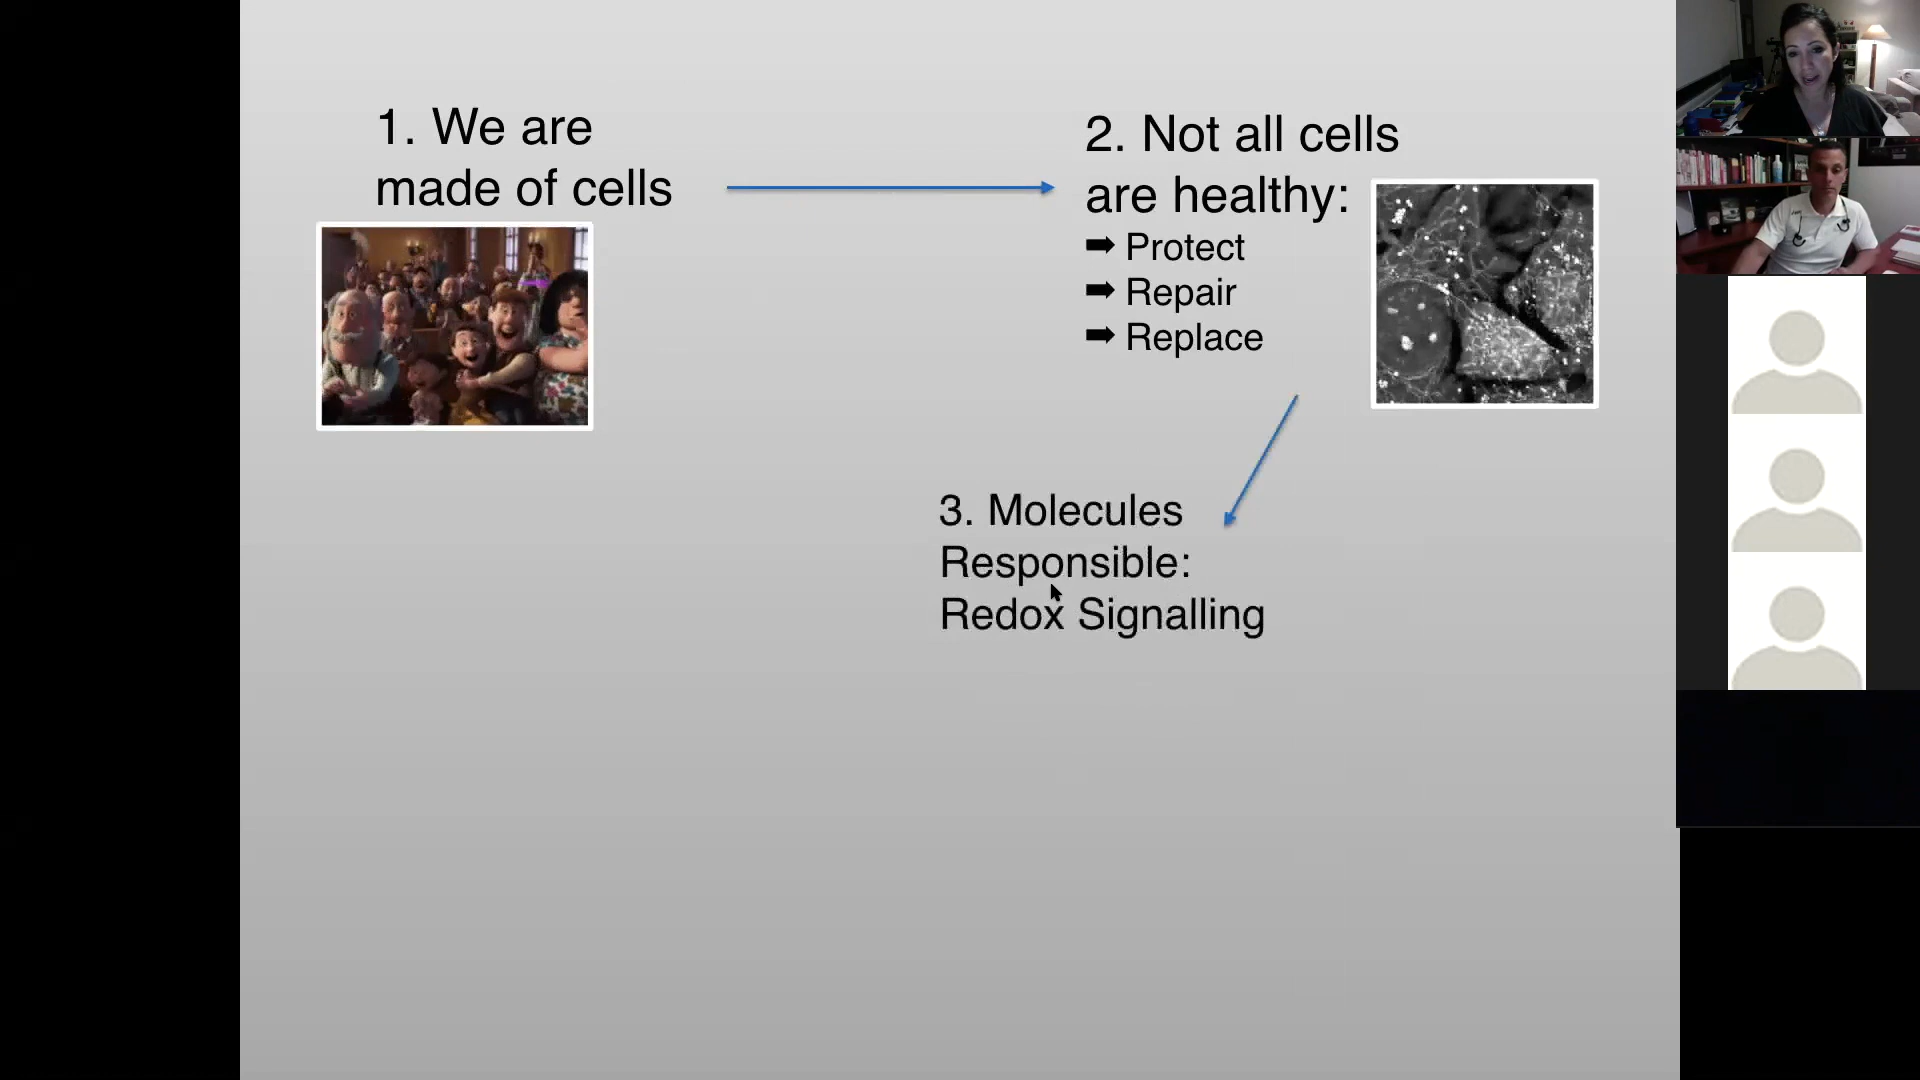 1. We are
made of cells
2. Not all cells
are healthy:
➡ Protect
➡ Repair
➡ Replace
3. Molecules
Responsible:
Redox Signalling